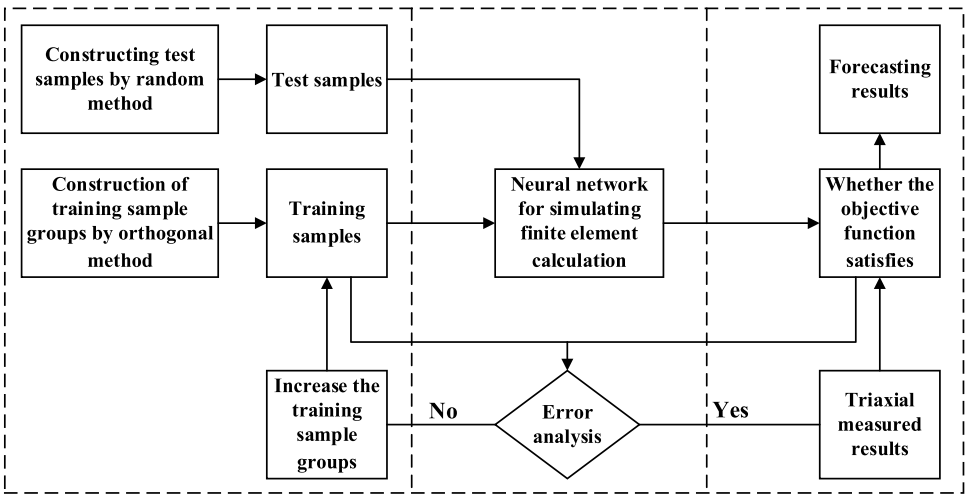 Constructing test
samples by random
method
Test samples
Forecasting
results
Construction of
training sample
groups by orthogonal
method
Training
samples
Neural network
for simulating
finite element
calculation
Whether the
objective
function
satisfies
Increase the
training
sample
groups
No
Error
analysis
Yes
Triaxial
measured
results